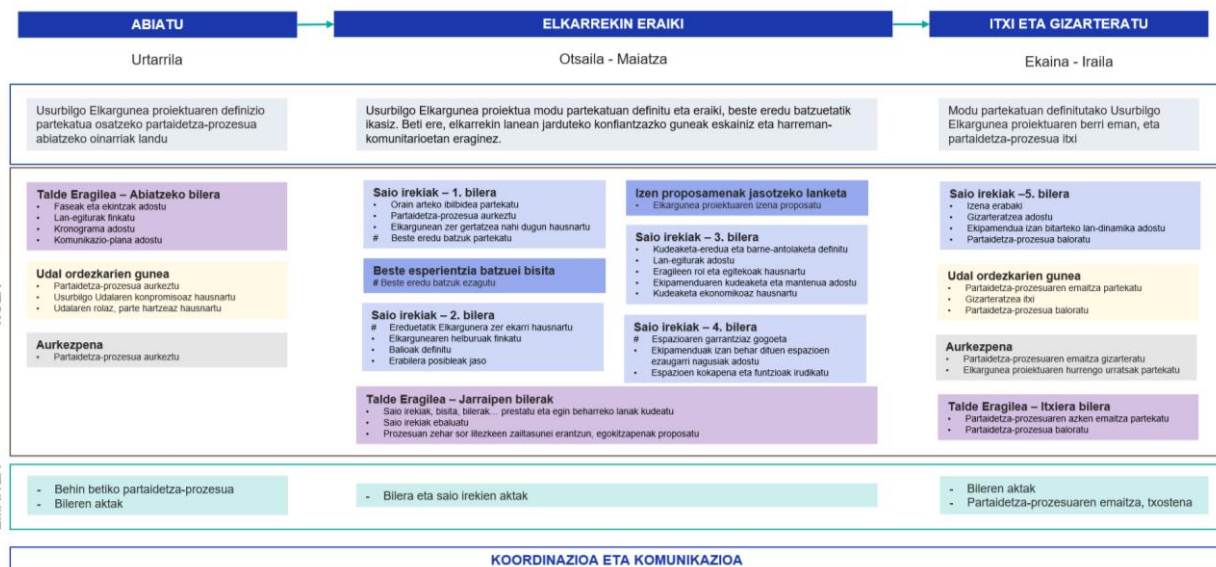 ABIATU
ELKARREKIN ERAIKI
ITXI ETA GIZARTERATU
Urtarrila
Otsaila - Maiatza
Ekaina - Iraila
Usurbilgo Elkargunea proiektuaren definizio
partekatua osatzeko partaidetza-prozesua
abiatzeko oinarriak landu
Usurbilgo Elkargunea proiektua modu partekatuan definitu eta eraiki, beste eredu batzuetatik
ikasiz. Beti ere, elkarrekin lanean jarduteko konfiantzazko guneak eskainiz eta harreman-
komunitarioetan eraginez.
Modu partekatuan definitutako Usurbilgo
Elkargunea proiektuaren berri eman, eta
partaidetza-prozesua itxi
Talde Eragilea – Abiatzeko bilera
• Faseak eta ekintzak adostu
• Lan-egiturak finkatu
• Kronograma adostu
• Komunikazio-plana adostu
Udal ordezkarien gunea
• Partaidetza-prozesua aurkeztu
• Usurbilgo Udalaren konpromisoaz hausnartu
• Udalaren rolaz, parte hartzeaz hausnartu
Aurkezpena
• Partaidetza-prozesua aurkeztu
Saio irekiak – 1. bilera
• Orain arteko ibilbidea partekatu
• Partaidetza-prozesua aurkeztu
• Elkargunean zer gertatzea nahi dugun hausnartu
# Beste eredu batzuk partekatu
Beste esperientzia batzuei bisita
# Beste eredu batzuk ezagutu
Saio irekiak – 2. bilera
# Ereduetatik Elkargunera zer ekarri hausnartu
• Elkargunearen helburuak finkatu
• Balioak definitu
• Erabilera posibleak jaso
Izen proposamenak jasotzeko lanketa
• Elkargunea proiektuaren izena proposatu
Saio irekiak – 3. bilera
• Kudeaketa-eredua eta barne-antolaketa definitu
• Lan-egiturak adostu
• Eragileen rol eta egitekoak hausnartu
• Ekipamenduaren kudeaketa eta mantenua adostu
• Kudeaketa ekonomikoaz hausnartu
Saio irekiak – 4. bilera
# Espazioaren garrantziaz gogoeta
• Ekipamenduak izan behar dituen espazioen
ezaugarri nagusiak adostu
• Espazioen kokapena eta funtzioak irudikatu
Talde Eragilea – Jarraipen bilerak
• Saio irekiak, bisita, bilerak… prestatu eta egin beharreko lanak kudeatu
• Saio irekiak ebaluatu
• Prozesuan zehar sor litezkeen zailtasunei erantzun, egokitzapenak proposatu
Saio irekiak –5. bilera
• Izena erabaki
• Gizarteratzea adostu
• Ekipamendua izan bitarteko lan-dinamika adostu
• Partaidetza-prozesua baloratu
Udal ordezkarien gunea
• Partaidetza-prozesuaren emaitza partekatu
• Gizarteratzea itxi
• Partaidetza-prozesua baloratu
Aurkezpena
• Partaidetza-prozesuaren emaitza gizarteratu
• Elkargunea proiektuaren hurrengo urratsak partekatu
Talde Eragilea – Itxiera bilera
• Partaidetza-prozesuaren azken emaitza partekatu
• Partaidetza-prozesua baloratu
- Behin betiko partaidetza-prozesua
- Bileren aktak
- Bilera eta saio irekien aktak
- Bileren aktak
- Partaidetza-prozesuaren emaitza, txostena
KOORDINAZIOA ETA KOMUNIKAZIOA